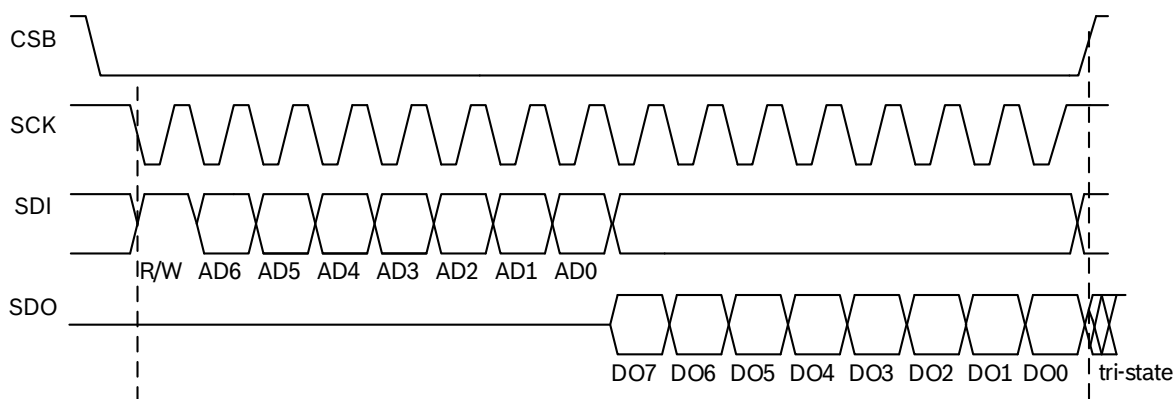 CSB
SCK
SDI
R/W AD6 AD5 AD4 AD3 AD2 AD1 AD0
SDO
DO7 DO6 DO5 DO4 DO3 DO2 DO1 DO0 tri-state